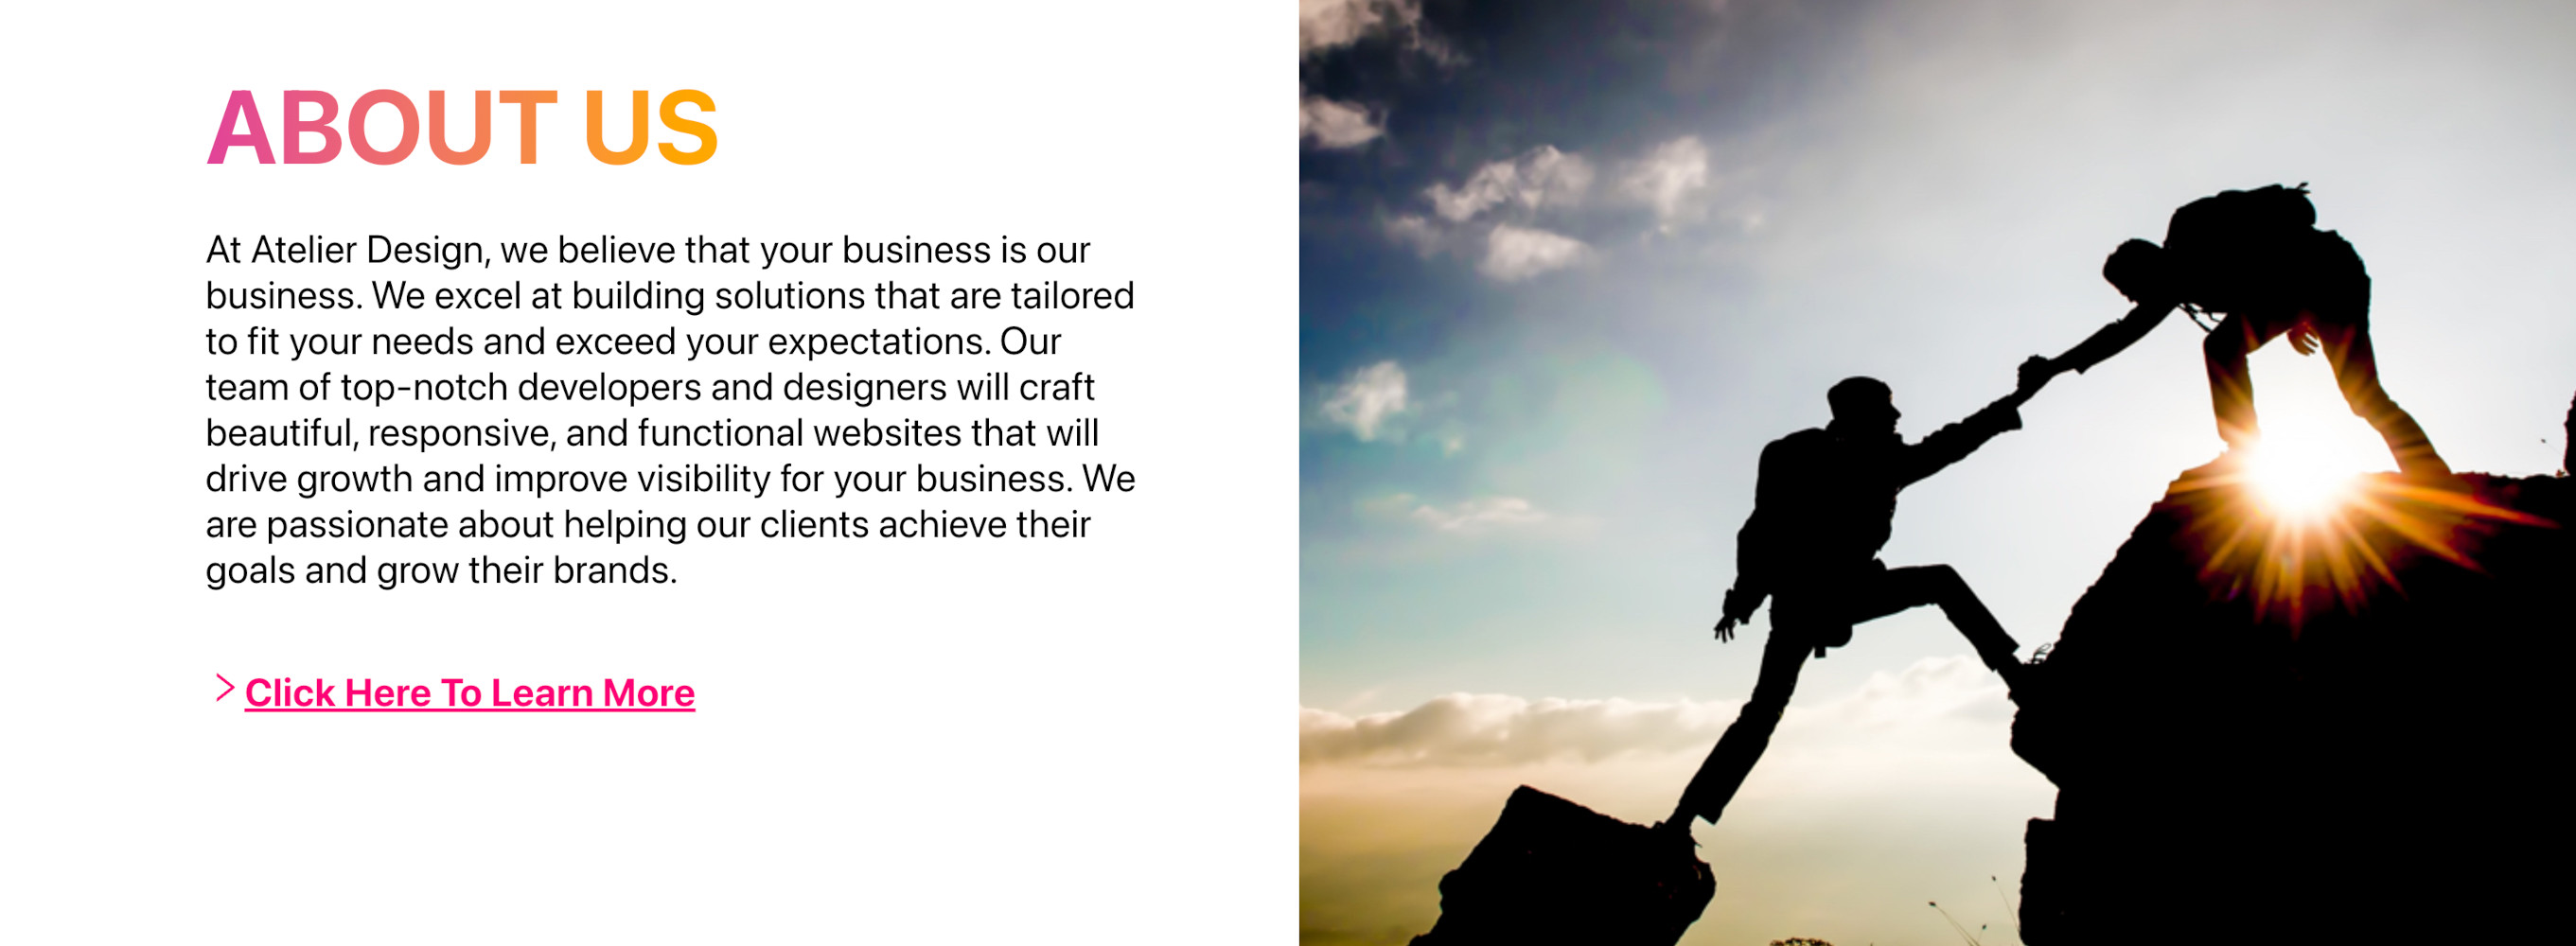 ABOUT US
At Atelier Design, we believe that your business is our
business. We excel at building solutions that are tailored
to fit your needs and exceed your expectations. Our
team of top-notch developers and designers will craft
beautiful, responsive, and functional websites that will
drive growth and improve visibility for your business. We
are passionate about helping our clients achieve their
goals and grow their brands.
> Click Here To Learn More